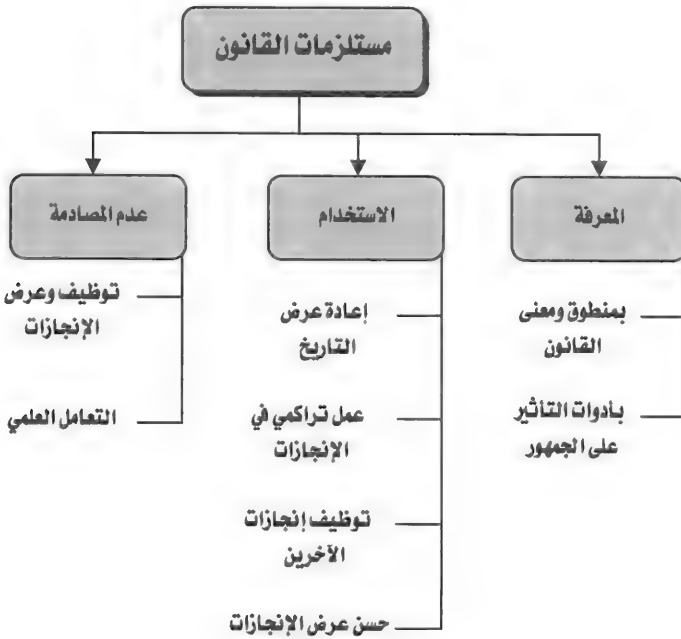 مستلزمات القانون
المعرفة
بمنطوق ومعنى
القانون
بأدوات التأثير
على الجمهور
الاستخدام
إعادة عرض
التاريخ
عمل تراكمي في
الإنجازات
توظيف إنجازات
الآخرين
حسن عرض الإنجازات
عدم المصادمة
توظيف وعرض
الإنجازات
التعامل العلمي